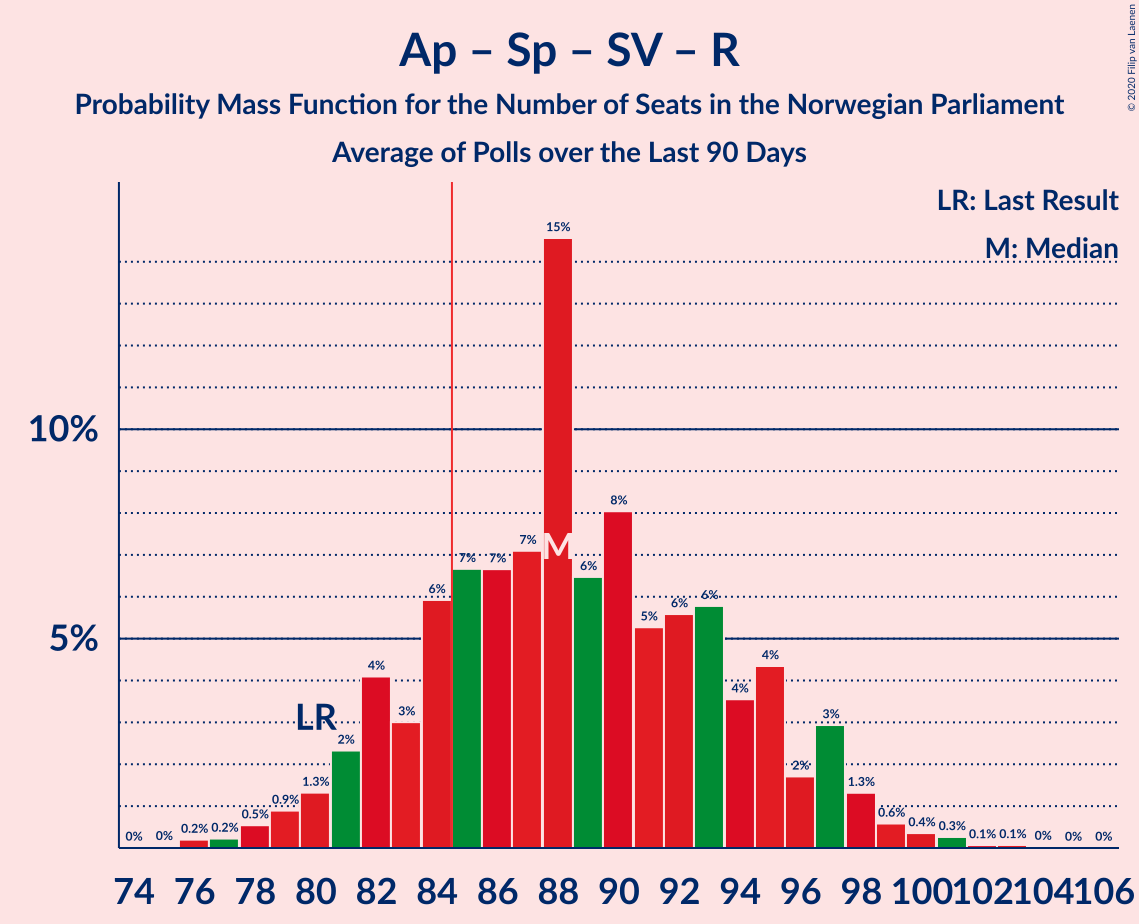 Ap – Sp – SV – R
Probability Mass Function for the Number of Seats in the Norwegian Parliament
Average of Polls over the Last 90 Days
© 2020 Filip van Laenen
LR: Last Result
M: Median
15%
10%
8%
7% 7% 7% M 6%
6% 5% 6% 6%
5%
4% 3% 4% 4%
LR 2% 2% 3%
0% 0% 0.2% 0.2% 0.5% 0.9% 1.3% 1.3% 0.6% 0.4% 0.3% 0.1% 0.1% 0% 0% 0%
74 76 78 80 82 84 86 88 90 92 94 96 98 100 102 104 106